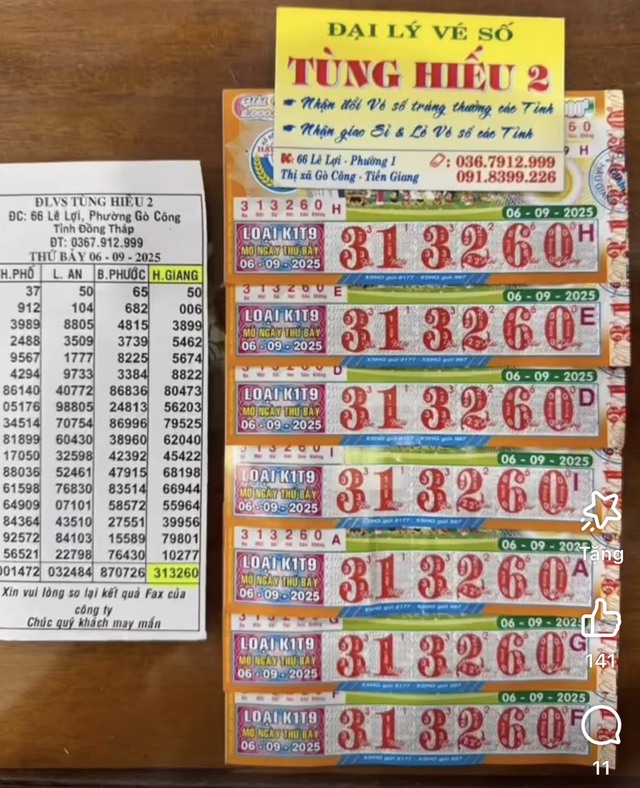 ĐẠI LÝ VÉ SỐ
TÙNG HIẾU 2
Nhận đổi Vé số trúng thưởng các Tỉnh
Nhận giao Sỉ & Lẻ Vé số các Tỉnh
ĐC: 66 Lê Lợi - Phường 1
Thị xã Gò Công - Tiền Giang
: 036.7912.999
091.8399.226
ĐLVS TÙNG HIẾU 2
ĐC: 66 Lê Lợi, Phường Gò Công
Tỉnh Đồng Tháp
ĐT: 0367.912.999
THỨ BẢY 06 - 09 - 2025
H.PHỐ L. AN B.PHƯỚC H.GIANG
37 50 65 50
912 104 682 006
3989 8805 4815 3899
2488 3509 3739 5462
9567 1777 8225 5674
4294 9733 3384 8822
86140 40772 86836 80473
05176 98805 24813 56203
34514 70754 86996 79525
81899 60430 38960 62040
17050 32598 42392 45422
88036 52461 47915 68198
61598 76830 83514 66944
64909 07101 58572 55964
84364 43510 27551 39956
92572 84103 15589 79801
56521 22798 76430 10277
001472 032484 870726 313260
Xin vui lòng so lại kết quả Fax của
công ty
Chúc quý khách may mắn
313260 H
06 - 09 - 2025
LOẠI K1T9
MỞ NGÀY THỨ BẢY
06 - 09 - 2025
313260 H
313260 E
06 - 09 - 2025
LOẠI K1T9
MỞ NGÀY THỨ BẢY
06 - 09 - 2025
313260 E
06 - 09 - 2025
LOẠI K1T9
MỞ NGÀY THỨ BẢY
06 - 09 - 2025
313260 D
06 - 09 - 2025
LOẠI K1T9
MỞ NGÀY THỨ BẢY
06 - 09 - 2025
313260 I
313260 A
06 - 09 - 2025
LOẠI K1T9
MỞ NGÀY THỨ BẢY
06 - 09 - 2025
313260 A
06 - 09 - 2025
LOẠI K1T9
MỞ NGÀY THỨ BẢY
06 - 09 - 2025
313260 G
06 - 09 - 2025
LOẠI K1T9
MỞ NGÀY THỨ BẢY
06 - 09 - 2025
313260 F
Tặng
141
11